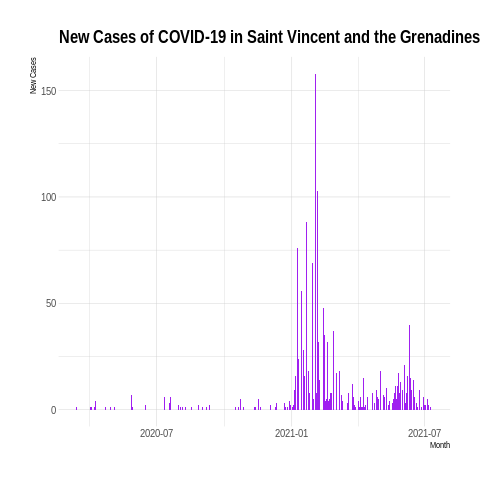 New Cases of COVID-19 in Saint Vincent and the Grenadines
New Cases
150
100
50
0
2020-07
2021-01
2021-07
Month